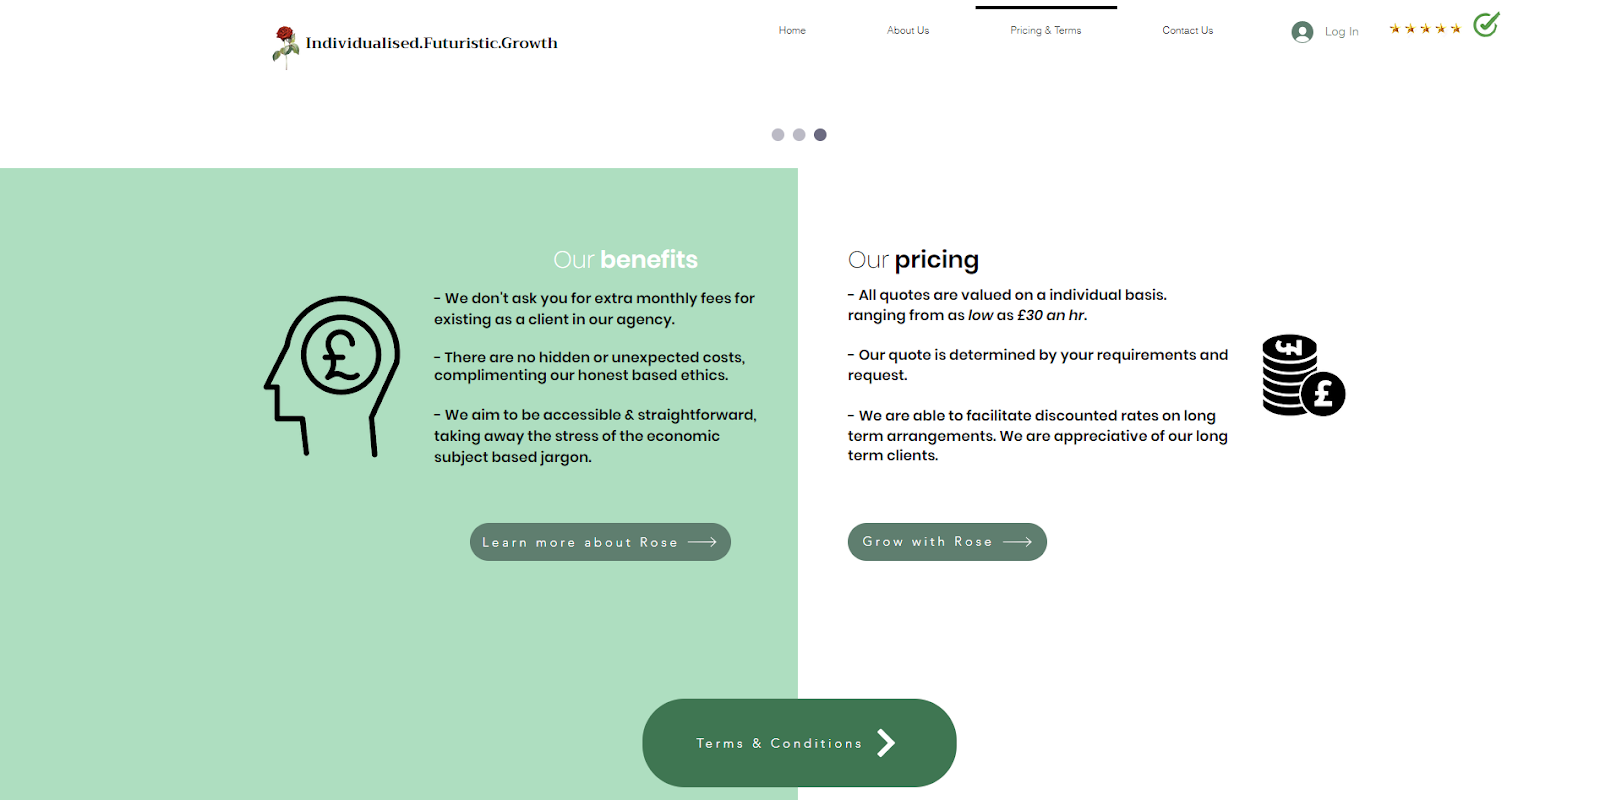 Individualised.Futuristic.Growth
Home
About Us
Pricing & Terms
Contact Us
Log In
Our benefits
- We don't ask you for extra monthly fees for
existing as a client in our agency.
- There are no hidden or unexpected costs,
complimenting our honest based ethics.
- We aim to be accessible & straightforward,
taking away the stress of the economic
subject based jargon.
Learn more about Rose
Our pricing
- All quotes are valued on a individual basis.
ranging from as low as £30 an hr.
- Our quote is determined by your requirements and
request.
- We are able to facilitate discounted rates on long
term arrangements. We are appreciative of our long
term clients.
Grow with Rose
£
£
Terms & Conditions